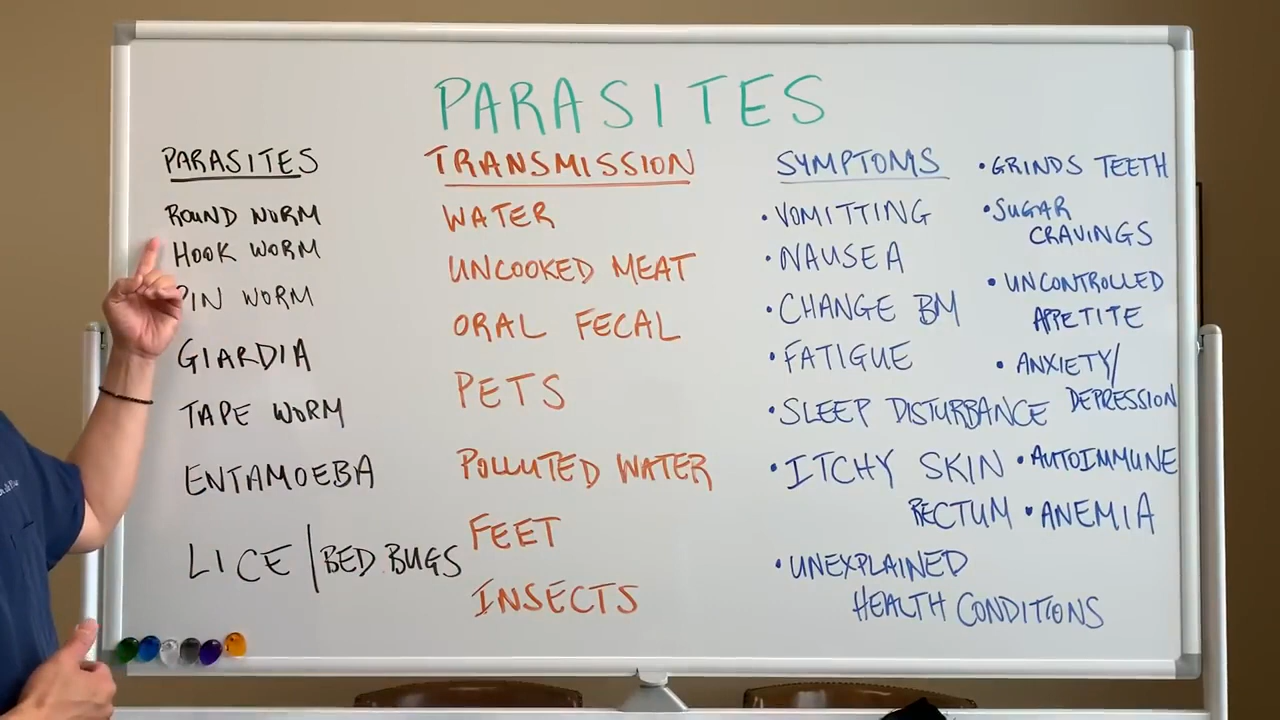 PARASITES
PARASITES
ROUND WORM
HOOK WORM
PIN WORM
GIARDIA
TAPE WORM
ENTAMOEBA
LICE/BED BUGS
TRANSMISSION
WATER
UNCOOKED MEAT
ORAL FECAL
PETS
POLLUTED WATER
FEET
INSECTS
SYMPTOMS
• VOMITTING
• NAUSEA
• CHANGE BM
• FATIGUE
• SLEEP DISTURBANCE
• ITCHY SKIN
RECTUM
• UNEXPLAINED
HEALTH CONDITIONS
• GRINDS TEETH
• SUGAR
CRAVINGS
• UNCONTROLLED
APPETITE
• ANXIETY/
DEPRESSION
• AUTOIMMUNE
• ANEMIA